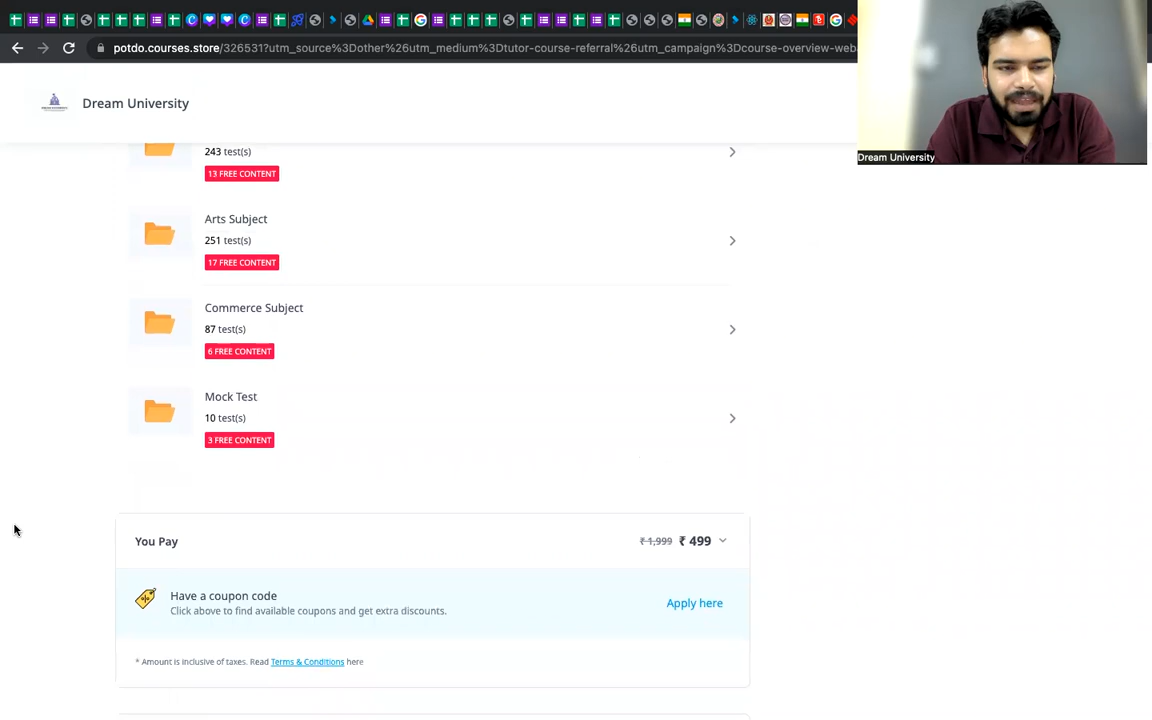 potdo.courses.store/326531?utm_source%3Dother%26utm_medium%3Dtutor-course-referral%26utm_campaign%3Dcourse-overview-web
Dream University
Dream University
243 test(s)
13 FREE CONTENT
Arts Subject
251 test(s)
17 FREE CONTENT
Commerce Subject
87 test(s)
6 FREE CONTENT
Mock Test
10 test(s)
3 FREE CONTENT
You Pay ₹ 1,999 ₹ 499
Have a coupon code
Click above to find available coupons and get extra discounts.
Apply here
* Amount is inclusive of taxes. Read Terms & Conditions here